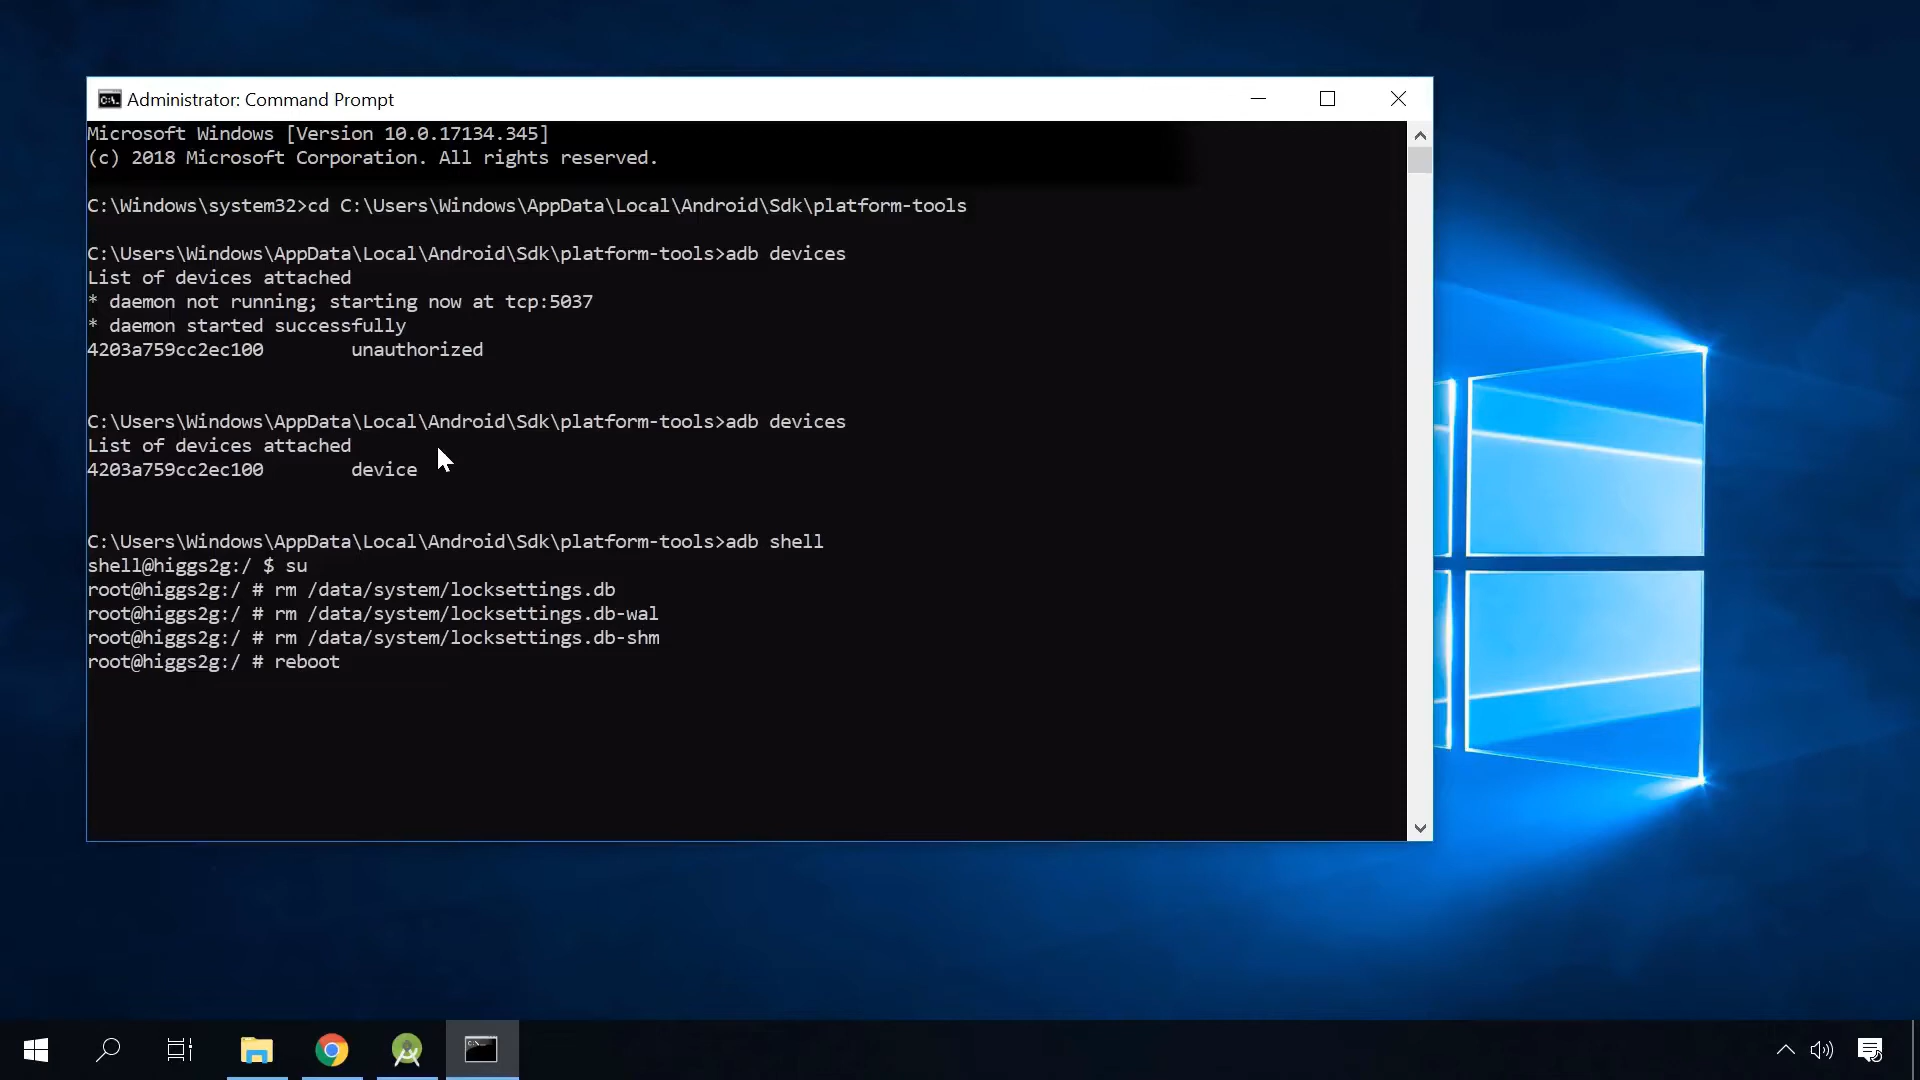 Administrator: Command Prompt
Microsoft Windows [Version 10.0.17134.345]
(c) 2018 Microsoft Corporation. All rights reserved.
C:\Windows\system32>cd C:\Users\Windows\AppData\Local\Android\Sdk\platform-tools
C:\Users\Windows\AppData\Local\Android\Sdk\platform-tools>adb devices
List of devices attached
* daemon not running; starting now at tcp:5037
* daemon started successfully
4203a759cc2ec100        unauthorized
C:\Users\Windows\AppData\Local\Android\Sdk\platform-tools>adb devices
List of devices attached
4203a759cc2ec100        device
C:\Users\Windows\AppData\Local\Android\Sdk\platform-tools>adb shell
shell@higgs2g:/ $ su
root@higgs2g:/ # rm /data/system/locksettings.db
root@higgs2g:/ # rm /data/system/locksettings.db-wal
root@higgs2g:/ # rm /data/system/locksettings.db-shm
root@higgs2g:/ # reboot